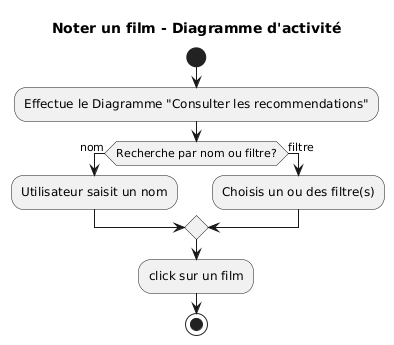 Noter un film - Diagramme d'activité
Effectue le Diagramme "Consulter les recommendations"
nom
Recherche par nom ou filtre?
filtre
Utilisateur saisit un nom
Choisis un ou des filtre(s)
click sur un film